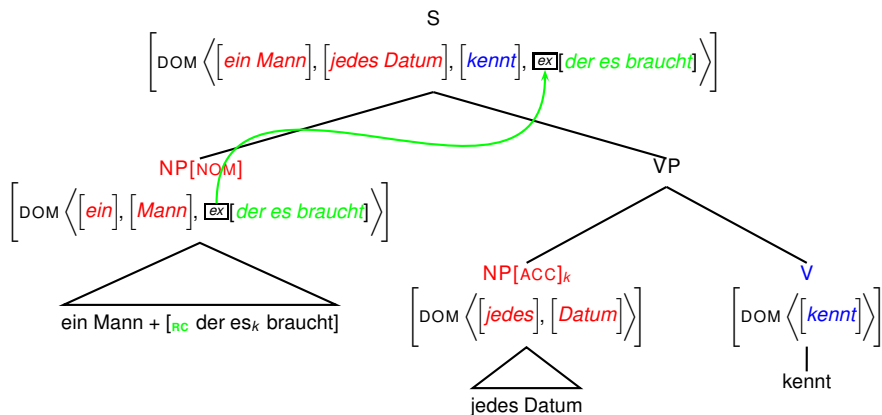 S
[DOM ⟨[ein Mann], [jedes Datum], [kennt], ex[der es braucht]⟩]
NP[NOM] VP
[DOM ⟨[ein], [Mann], ex[der es braucht]⟩]
NP[ACC]k V
ein Mann + [RC der esk braucht] [DOM ⟨[jedes], [Datum]⟩] [DOM ⟨[kennt]⟩]
kennt
jedes Datum